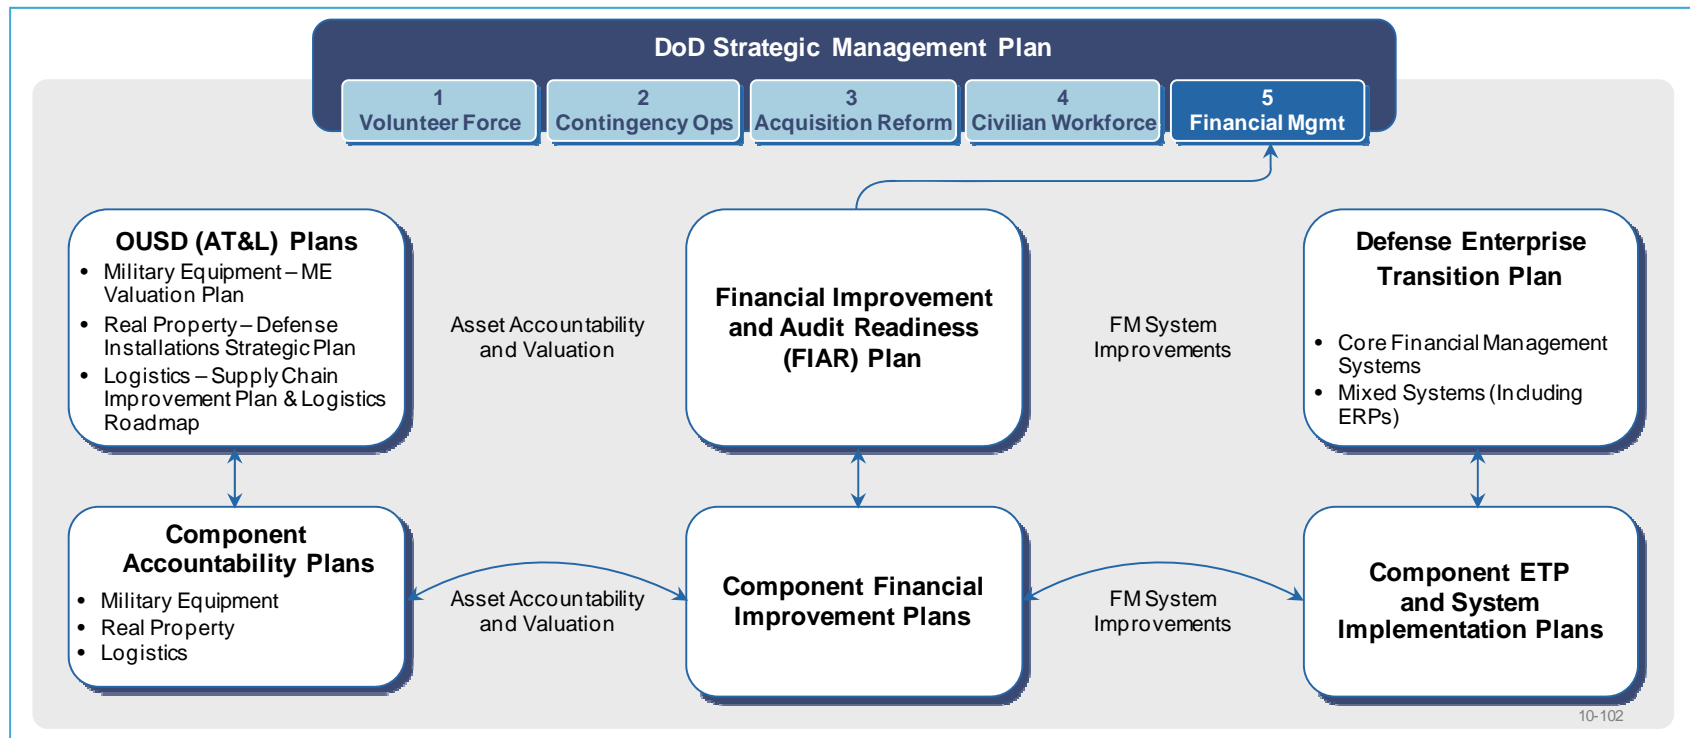 DoD Strategic Management Plan
1
Volunteer Force
2
Contingency Ops
3
Acquisition Reform
4
Civilian Workforce
5
Financial Mgmt
OUSD (AT&L) Plans
• Military Equipment – ME
Valuation Plan
• Real Property – Defense
Installations Strategic Plan
• Logistics – Supply Chain
Improvement Plan & Logistics
Roadmap
Asset Accountability
and Valuation
Financial Improvement
and Audit Readiness
(FIAR) Plan
FM System
Improvements
Defense Enterprise
Transition Plan
• Core Financial Management
Systems
• Mixed Systems (Including
ERPs)
Component
Accountability Plans
• Military Equipment
• Real Property
• Logistics
Asset Accountability
and Valuation
Component Financial
Improvement Plans
FM System
Improvements
Component ETP
and System
Implementation Plans
10-102